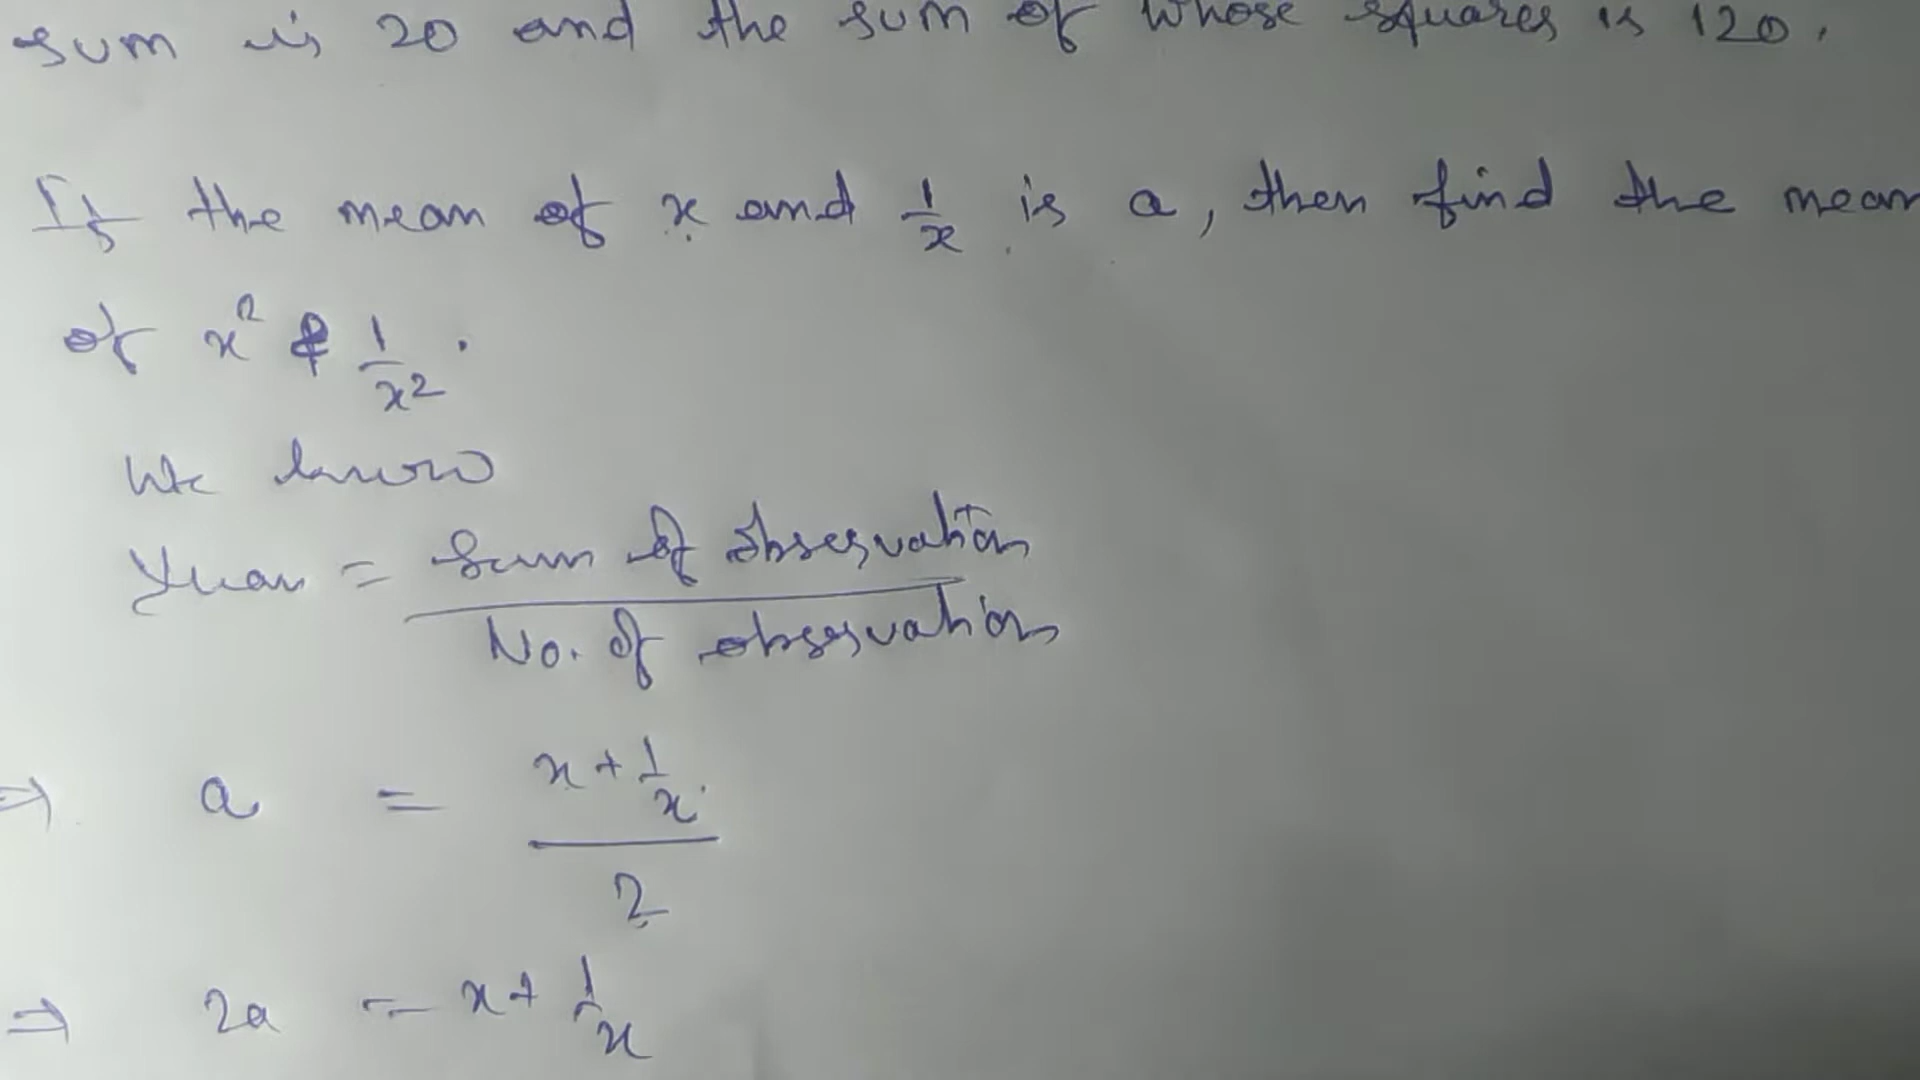 sum is 20 and the sum of whose squares is 120.
If the mean of x and 1/x is a, then find the mean
of x² & 1/x².
We know
Mean = Sum of observation / No. of observation
⇒ a = (x + 1/x) / 2
⇒ 2a = x + 1/x